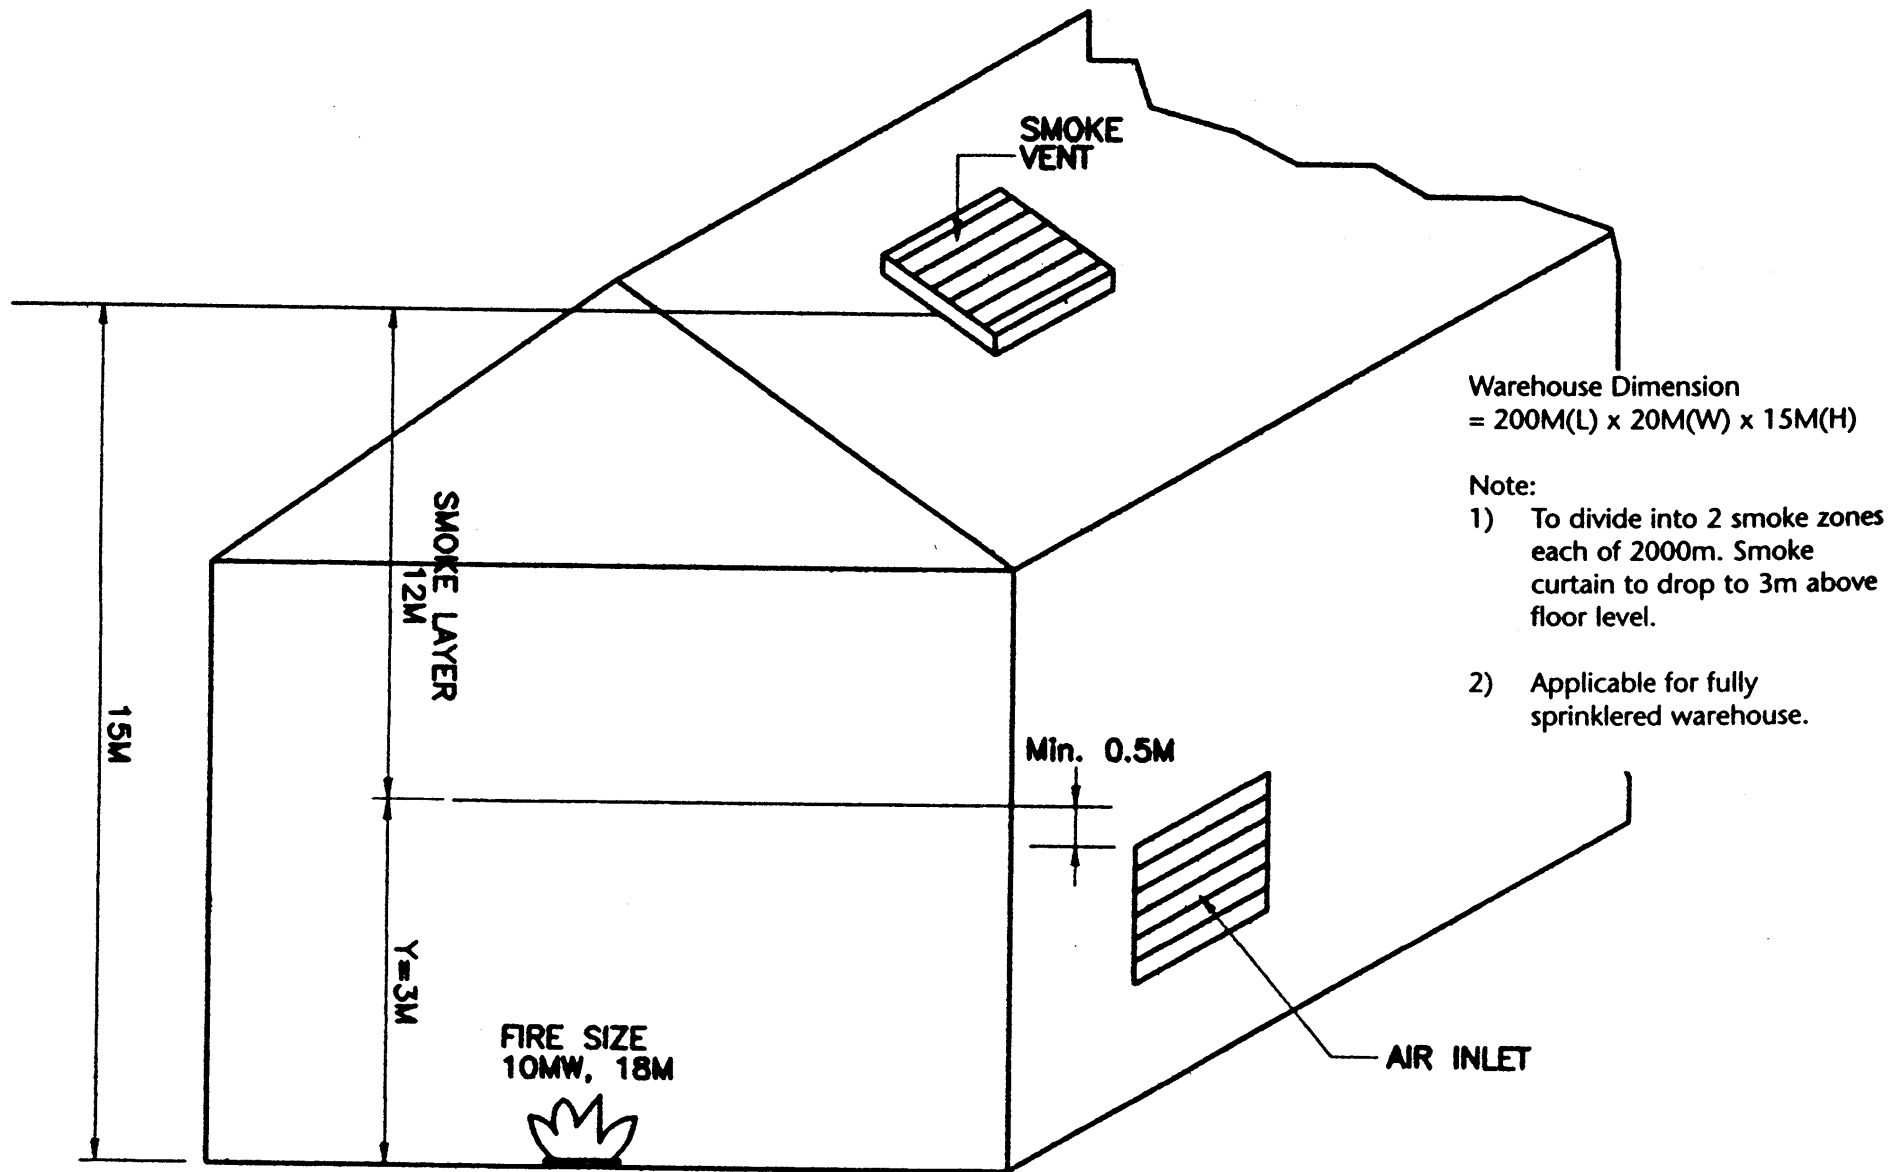 SMOKE
VENT
Warehouse Dimension
= 200M(L) x 20M(W) x 15M(H)
Note:
1) To divide into 2 smoke zones
each of 2000m. Smoke
curtain to drop to 3m above
floor level.
2) Applicable for fully
sprinklered warehouse.
SMOKE LAYER
12M
15M
Min. 0.5M
Y=3M
FIRE SIZE
10MW, 18M
AIR INLET